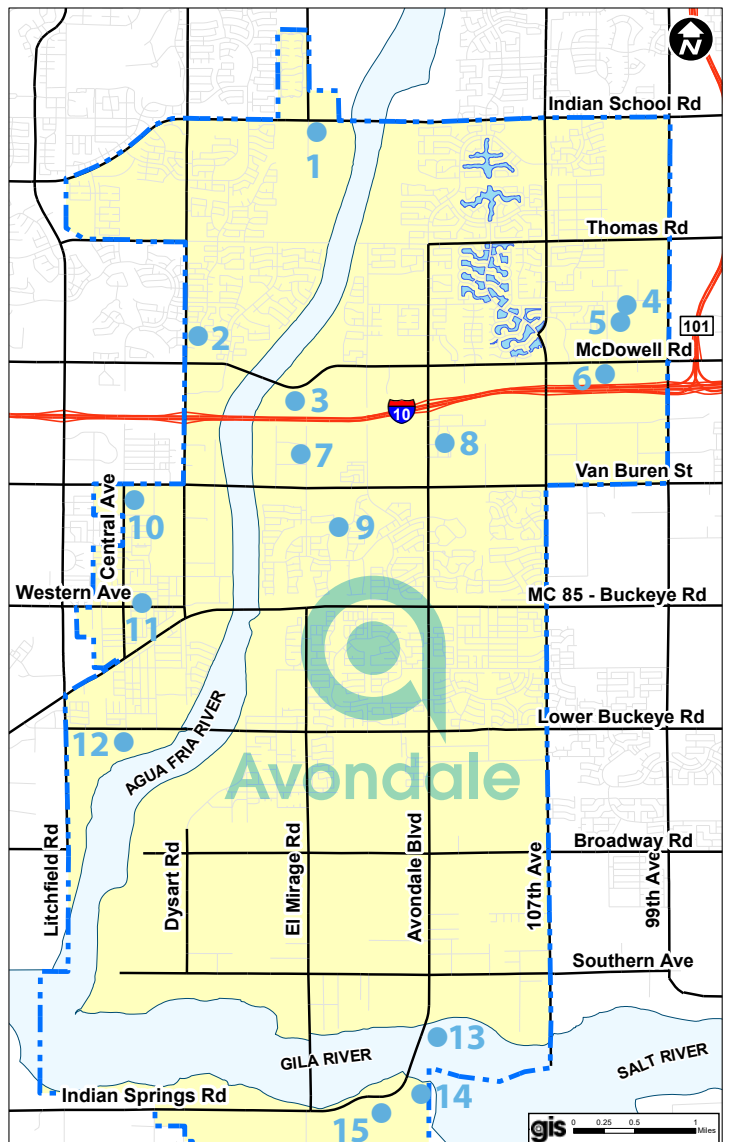 N
Indian School Rd
1
Thomas Rd
4
5
101
2
McDowell Rd
6
3
10
7
8
Van Buren St
Central Ave
10
9
Western Ave
MC 85 - Buckeye Rd
11
Lower Buckeye Rd
12
AGUA FRIA RIVER
Avondale
Litchfield Rd
Dysart Rd
El Mirage Rd
Avondale Blvd
107th Ave
Broadway Rd
99th Ave
Southern Ave
13
GILA RIVER
SALT RIVER
Indian Springs Rd
14
15
gis
0 0.25 0.5 1
Miles